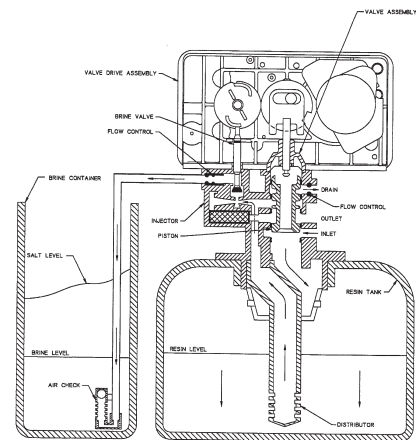 VALVE ASSEMBLY
VALVE DRIVE ASSEMBLY
BRINE VALVE
FLOW CONTROL
BRINE CONTAINER
DRAIN
FLOW CONTROL
INJECTOR
OUTLET
PISTON
INLET
SALT LEVEL
RESIN TANK
BRINE LEVEL
RESIN LEVEL
AIR CHECK
DISTRIBUTOR